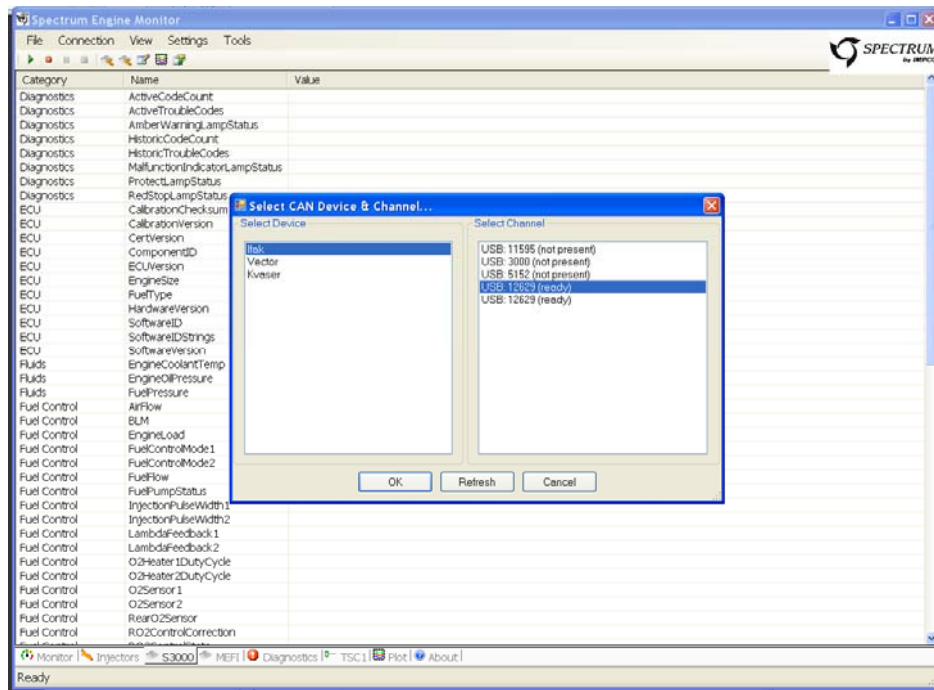 Spectrum Engine Monitor
File Connection View Settings Tools
SPECTRUM
by IMPCO
Category Name Value
Diagnostics ActiveCodeCount
Diagnostics ActiveTroubleCodes
Diagnostics AmberWarningLampStatus
Diagnostics HistoricCodeCount
Diagnostics HistoricTroubleCodes
Diagnostics MalfunctionIndicatorLampStatus
Diagnostics ProtectLampStatus
Diagnostics RedStopLampStatus
ECU CalibrationChecksum
ECU CalibrationVersion
ECU CertVersion
ECU ComponentID
ECU ECUVersion
ECU EngineSize
ECU FuelType
ECU HardwareVersion
ECU SoftwareID
ECU SoftwareIDStrings
ECU SoftwareVersion
Fluids EngineCoolantTemp
Fluids EngineOilPressure
Fluids FuelPressure
Fuel Control AirFlow
Fuel Control BLM
Fuel Control EngineLoad
Fuel Control FuelControlMode1
Fuel Control FuelControlMode2
Fuel Control FuelFlow
Fuel Control FuelPumpStatus
Fuel Control InjectionPulseWidth1
Fuel Control InjectionPulseWidth2
Fuel Control LambdaFeedback1
Fuel Control LambdaFeedback2
Fuel Control O2Heater1DutyCycle
Fuel Control O2Heater2DutyCycle
Fuel Control O2Sensor1
Fuel Control O2Sensor2
Fuel Control RearO2Sensor
Fuel Control RO2ControlCorrection
Select CAN Device & Channel...
Select Device
Vector
Kvaser
Select Channel
USB: 11595 (not present)
USB: 3000 (not present)
USB: 5152 (not present)
USB: 12629 (ready)
USB: 12629 (ready)
OK Refresh Cancel
Monitor Injectors S3000 MEFI Diagnostics TSC1 Plot About
Ready